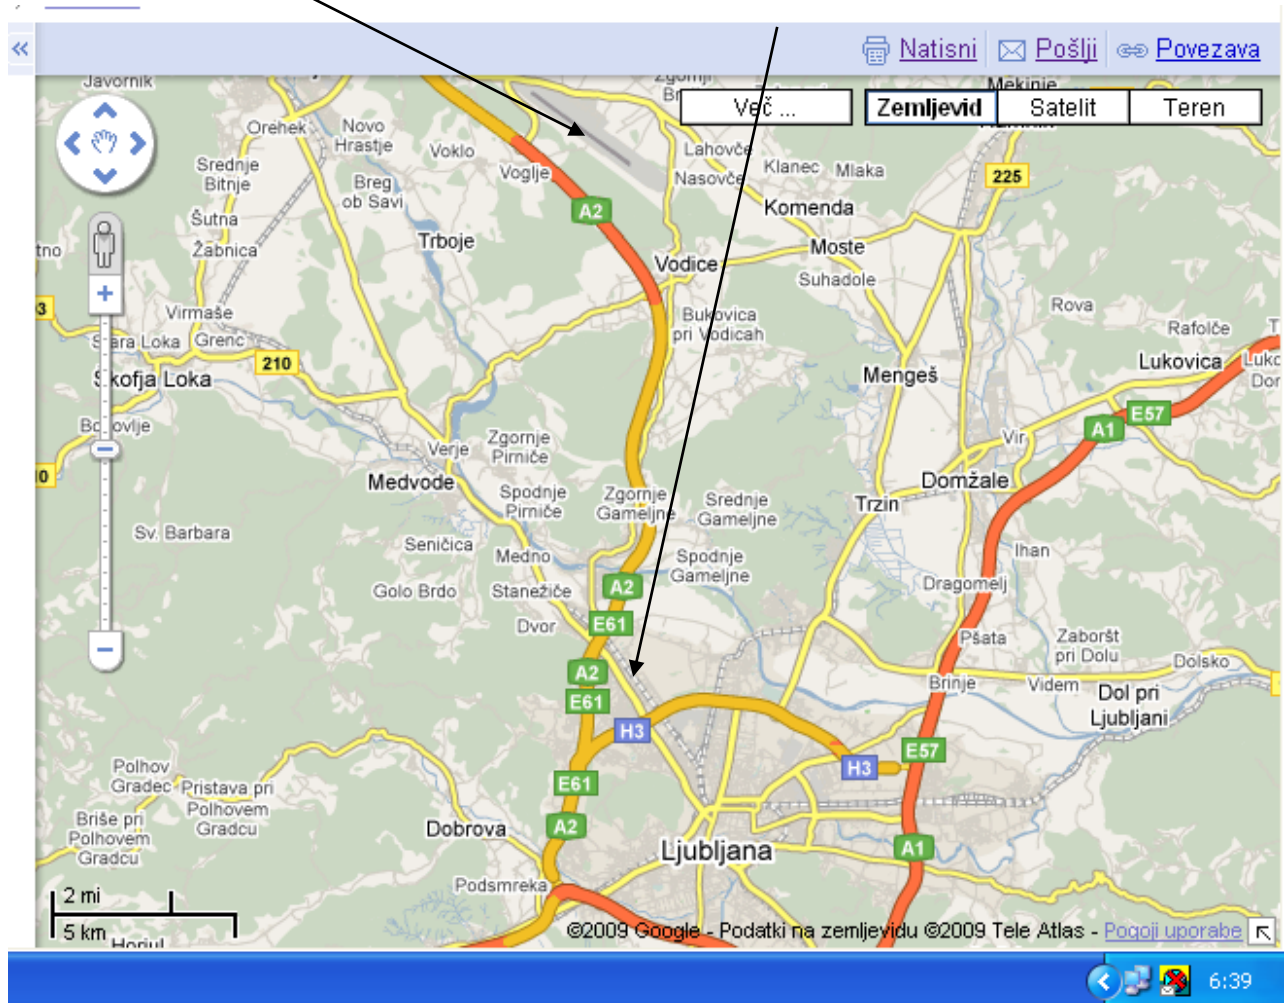 «
Natisni
Pošlji
Povezava
Več ...
Zemljevid
Satelit
Teren
Javornik
Mekinje
Orehek
Novo
Hrastje
Voklo
Voglje
Lahovče
Nasovče
Klanec
Mlaka
225
Srednje
Bitnje
Breg
ob Savi
A2
Komenda
Šutna
Žabnica
Trboje
Moste
Vodice
Suhadole
Virmaše
Bukovica
pri Vodicah
Rova
Rafolče
Stara Loka
Grenc
210
Lukovica
Škofja Loka
Mengeš
E57
A1
Vir
Verje
Zgornje
Pirniče
Medvode
Domžale
Spodnje
Pirniče
Zgornje
Gameljne
Srednje
Gameljne
Trzin
Sv. Barbara
Seničica
Medno
Spodnje
Gameljne
Ihan
Golo Brdo
Stanežiče
A2
Dragomelj
Dvor
E61
Pšata
Zaboršt
pri Dolu
Dolsko
A2
E61
Brinje
Videm
Dol pri
Ljubljani
H3
E57
H3
Polhov
Gradec
Pristava pri
Polhovem
Gradcu
E61
Briše pri
Polhovem
Gradcu
Dobrova
A2
Ljubljana
A1
Podsmreka
2 mi
5 km
Horjul
©2009 Google - Podatki na zemljevidu ©2009 Tele Atlas - Pogoji uporabe
6:39